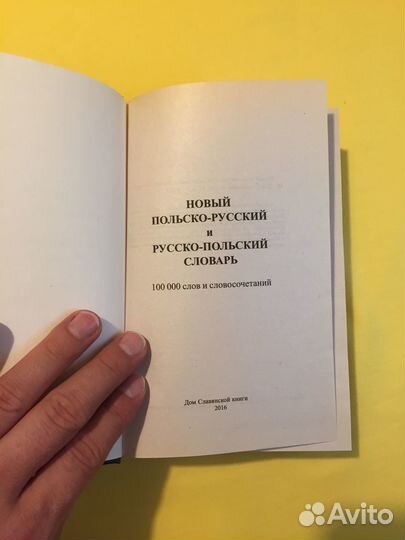 НОВЫЙ
ПОЛЬСКО-РУССКИЙ
и
РУССКО-ПОЛЬСКИЙ
СЛОВАРЬ
100 000 слов и словосочетаний
Дом Славянской книги
2016
Avito